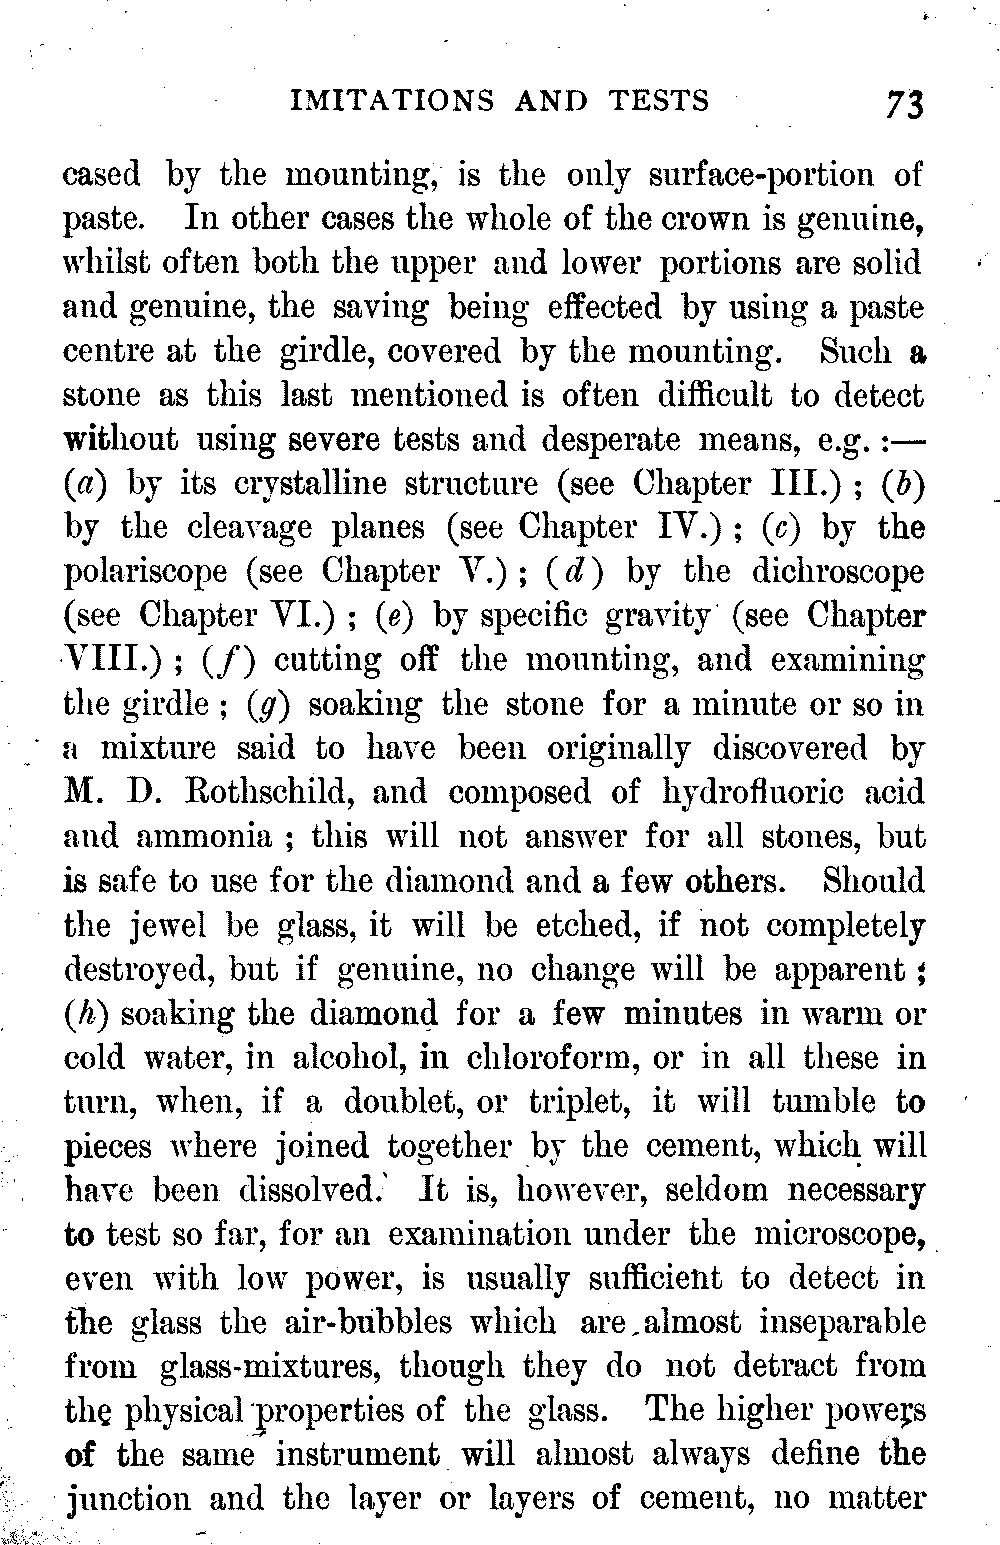 IMITATIONS AND TESTS 73
cased by the mounting, is the only surface-portion of
paste. In other cases the whole of the crown is genuine,
whilst often both the upper and lower portions are solid
and genuine, the saving being effected by using a paste
centre at the girdle, covered by the mounting. Such a
stone as this last mentioned is often difficult to detect
without using severe tests and desperate means, e.g. :—
(a) by its crystalline structure (see Chapter III.) ; (b)
by the cleavage planes (see Chapter IV.) ; (c) by the
polariscope (see Chapter V.) ; (d) by the dichroscope
(see Chapter VI.) ; (e) by specific gravity (see Chapter
VIII.) ; (f) cutting off the mounting, and examining
the girdle ; (g) soaking the stone for a minute or so in
a mixture said to have been originally discovered by
M. D. Rothschild, and composed of hydrofluoric acid
and ammonia ; this will not answer for all stones, but
is safe to use for the diamond and a few others. Should
the jewel be glass, it will be etched, if not completely
destroyed, but if genuine, no change will be apparent ;
(h) soaking the diamond for a few minutes in warm or
cold water, in alcohol, in chloroform, or in all these in
turn, when, if a doublet, or triplet, it will tumble to
pieces where joined together by the cement, which will
have been dissolved. It is, however, seldom necessary
to test so far, for an examination under the microscope,
even with low power, is usually sufficient to detect in
the glass the air-bubbles which are almost inseparable
from glass-mixtures, though they do not detract from
the physical properties of the glass. The higher powers
of the same instrument will almost always define the
junction and the layer or layers of cement, no matter